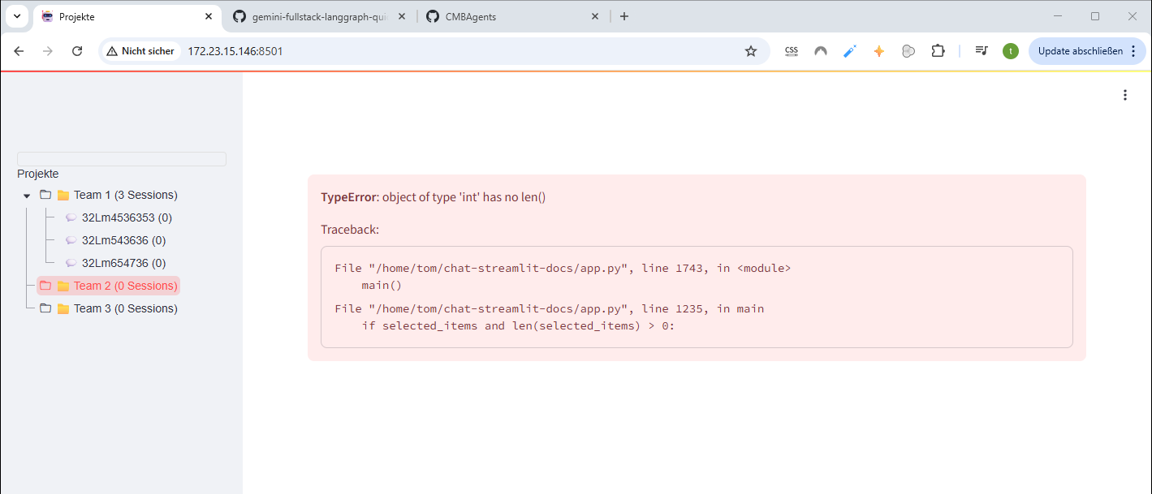 Projekte
gemini-fullstack-langgraph-qui
CMBAgents
Nicht sicher
172.23.15.146:8501
CSS
t
Update abschließen
Projekte
Team 1 (3 Sessions)
32Lm4536353 (0)
32Lm543636 (0)
32Lm654736 (0)
Team 2 (0 Sessions)
Team 3 (0 Sessions)
TypeError: object of type 'int' has no len()
Traceback:
File "/home/tom/chat-streamlit-docs/app.py", line 1743, in <module>
main()
File "/home/tom/chat-streamlit-docs/app.py", line 1235, in main
if selected_items and len(selected_items) > 0: